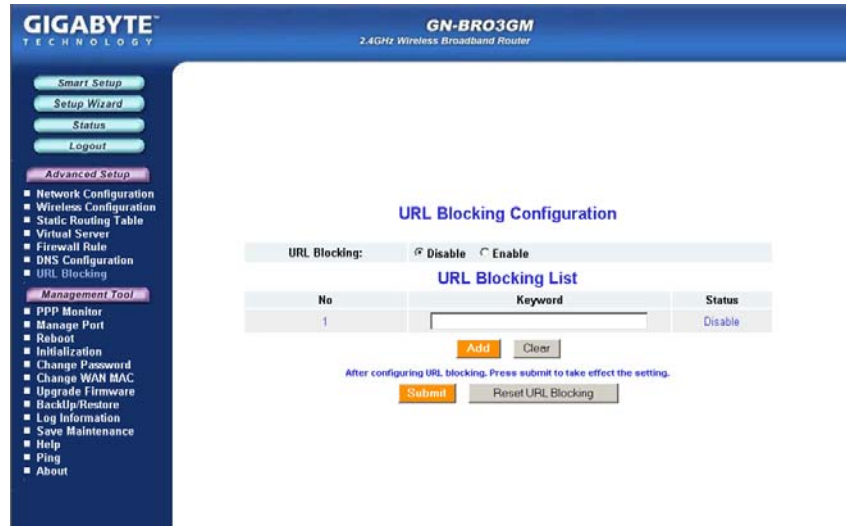 GIGABYTE™
TECHNOLOGY
GN-BRO3GM
2.4GHz Wireless Broadband Router
Smart Setup
Setup Wizard
Status
Logout
Advanced Setup
Network Configuration
Wireless Configuration
Static Routing Table
Virtual Server
Firewall Rule
DNS Configuration
URL Blocking
Management Tool
PPP Monitor
Manage Port
Reboot
Initialization
Change Password
Change WAN MAC
Upgrade Firmware
BackUp/Restore
Log Information
Save Maintenance
Help
Ping
About
URL Blocking Configuration
URL Blocking: Disable Enable
URL Blocking List
No Keyword Status
1 Disable
Add Clear
After configuring URL blocking. Press submit to take effect the setting.
Submit Reset URL Blocking